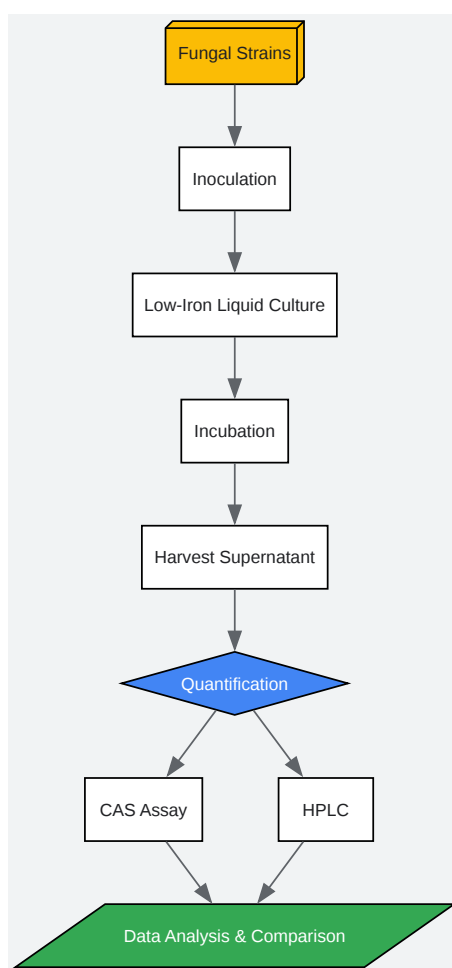 Fungal Strains
Inoculation
Low-Iron Liquid Culture
Incubation
Harvest Supernatant
Quantification
CAS Assay
HPLC
Data Analysis & Comparison